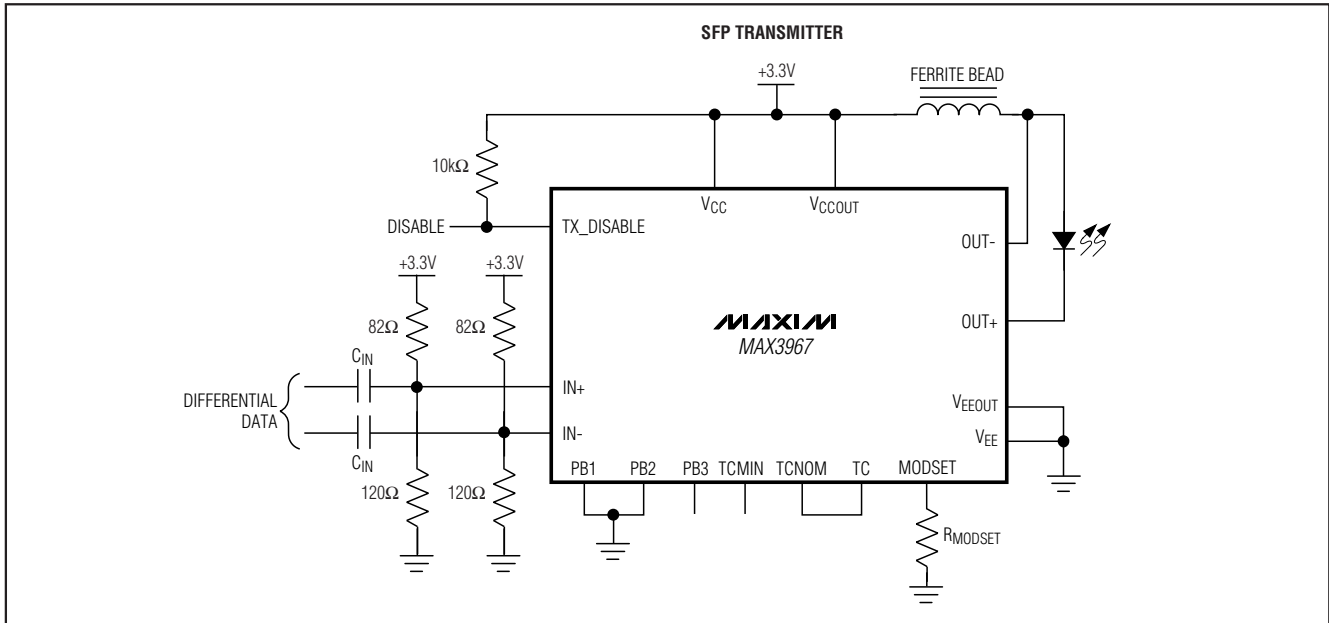 SFP TRANSMITTER
+3.3V
FERRITE BEAD
10kΩ
VCC
VCCOUT
DISABLE
TX_DISABLE
OUT-
+3.3V
+3.3V
82Ω
82Ω
MAXIM
MAX3967
OUT+
CIN
IN+
DIFFERENTIAL
DATA
IN-
CIN
VEEOUT
VEE
PB1
PB2
PB3
TCMIN
TCNOM
TC
MODSET
120Ω
120Ω
RMODSET